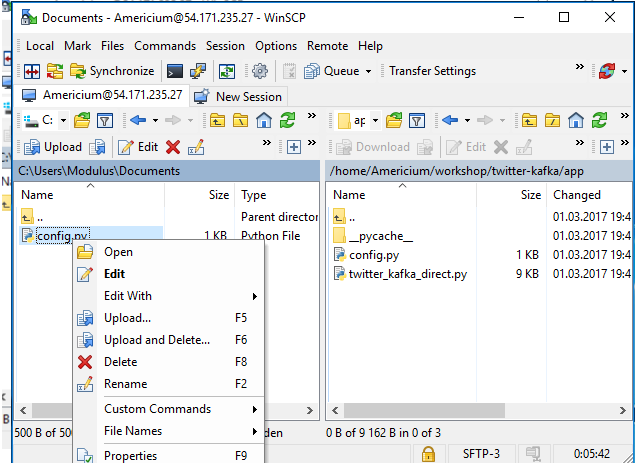 Documents - Americium@54.171.235.27 - WinSCP
Local Mark Files Commands Session Options Remote Help
Synchronize Queue Transfer Settings »
Americium@54.171.235.27 New Session
C: » ap »
Upload Edit » Download Edit »
C:\Users\Modulus\Documents /home/Americium/workshop/twitter-kafka/app
Name Size Type Name Size Changed
.. Parent director .. 01.03.2017 19:4
config.py 1 KB Python File __pycache__ 01.03.2017 19:4
config.py 1 KB 01.03.2017 19:4
twitter_kafka_direct.py 9 KB 01.03.2017 19:4
Open
Edit
Edit With
Upload... F5
Upload and Delete... F6
Delete F8
Rename F2
Custom Commands
File Names
Properties F9
500 B of 500 den 0 B of 9 162 B in 0 of 3
SFTP-3 0:05:42